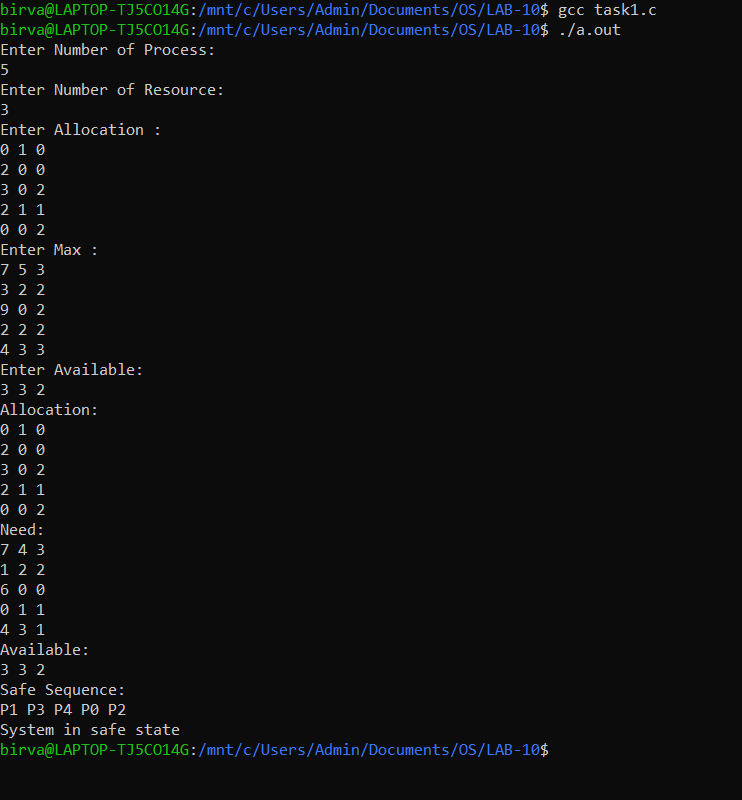 birva@LAPTOP-TJ5CO14G:/mnt/c/Users/Admin/Documents/OS/LAB-10$ gcc task1.c
birva@LAPTOP-TJ5CO14G:/mnt/c/Users/Admin/Documents/OS/LAB-10$ ./a.out
Enter Number of Process:
5
Enter Number of Resource:
3
Enter Allocation :
0 1 0
2 0 0
3 0 2
2 1 1
0 0 2
Enter Max :
7 5 3
3 2 2
9 0 2
2 2 2
4 3 3
Enter Available:
3 3 2
Allocation:
0 1 0
2 0 0
3 0 2
2 1 1
0 0 2
Need:
7 4 3
1 2 2
6 0 0
0 1 1
4 3 1
Available:
3 3 2
Safe Sequence:
P1 P3 P4 P0 P2
System in safe state
birva@LAPTOP-TJ5CO14G:/mnt/c/Users/Admin/Documents/OS/LAB-10$